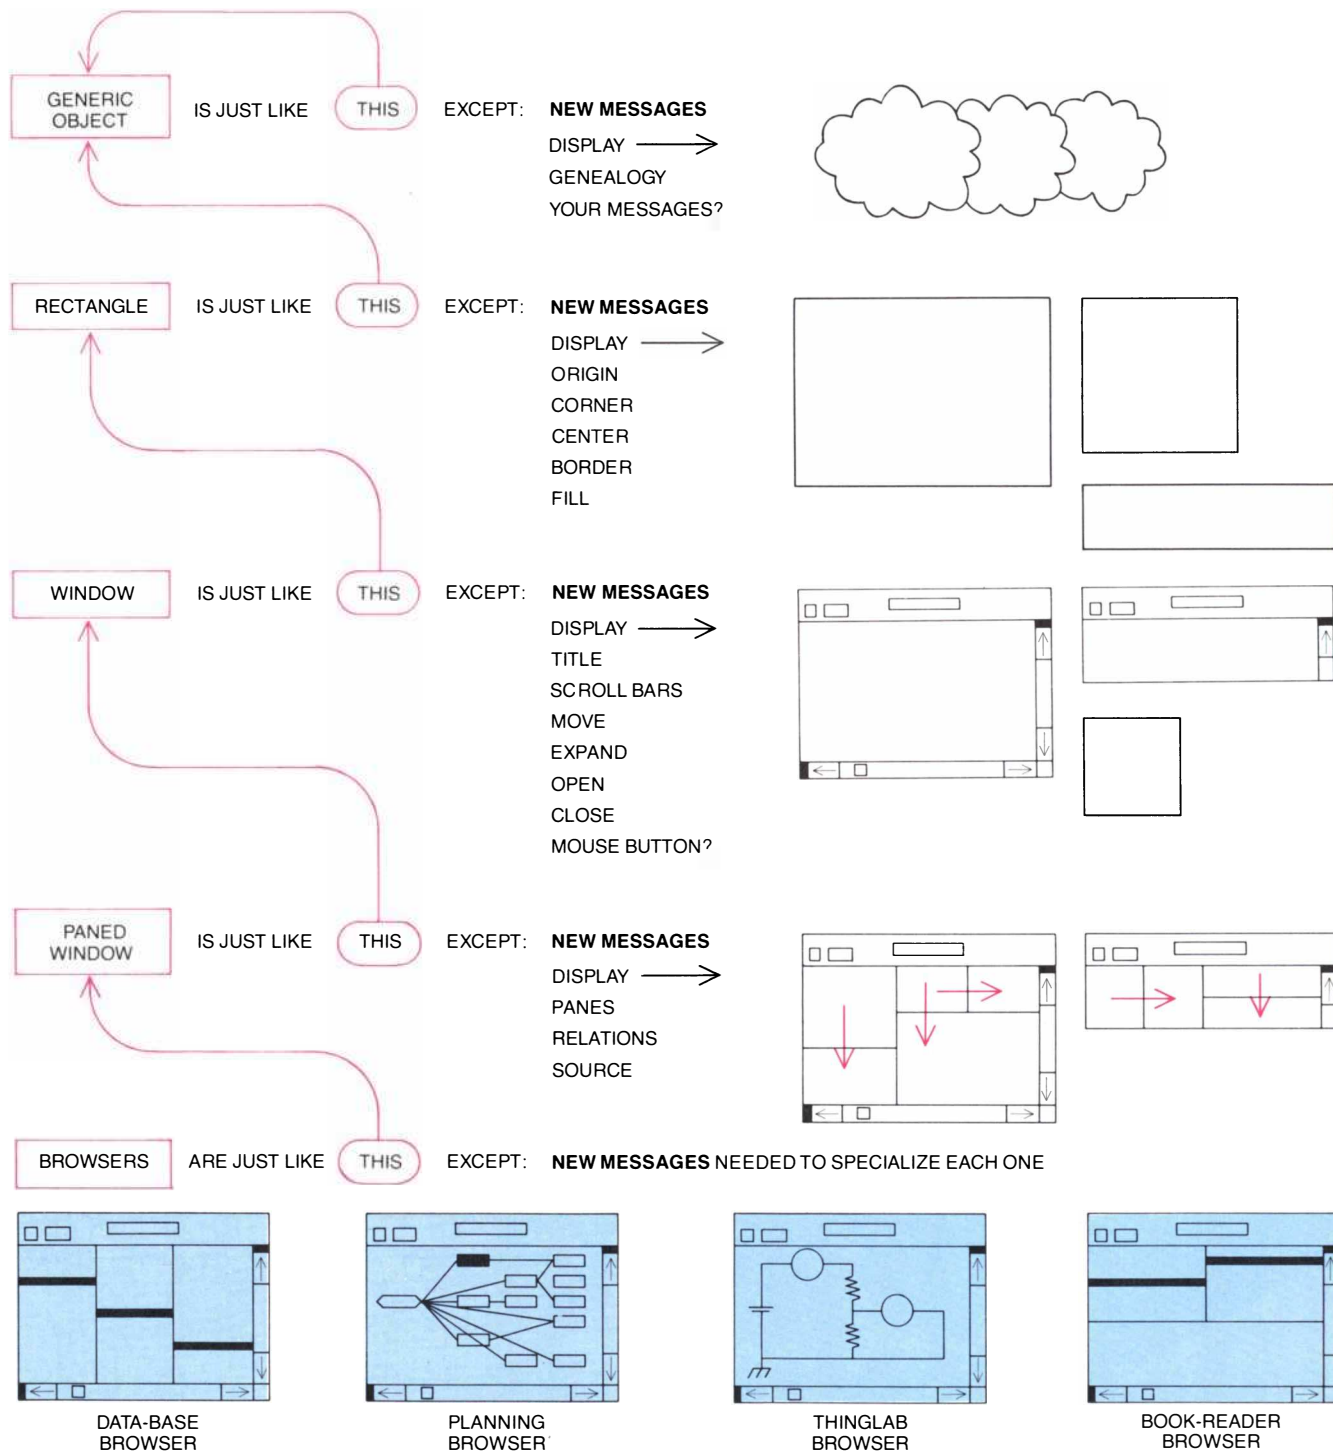 GENERIC
OBJECT
IS JUST LIKE THIS EXCEPT: NEW MESSAGES
DISPLAY
GENEALOGY
YOUR MESSAGES?
RECTANGLE IS JUST LIKE THIS EXCEPT: NEW MESSAGES
DISPLAY
ORIGIN
CORNER
CENTER
BORDER
FILL
WINDOW IS JUST LIKE THIS EXCEPT: NEW MESSAGES
DISPLAY
TITLE
SCROLL BARS
MOVE
EXPAND
OPEN
CLOSE
MOUSE BUTTON?
PANED
WINDOW
IS JUST LIKE THIS EXCEPT: NEW MESSAGES
DISPLAY
PANES
RELATIONS
SOURCE
BROWSERS ARE JUST LIKE THIS EXCEPT: NEW MESSAGES NEEDED TO SPECIALIZE EACH ONE
DATA-BASE
BROWSER
PLANNING
BROWSER
THINGLAB
BROWSER
BOOK-READER
BROWSER